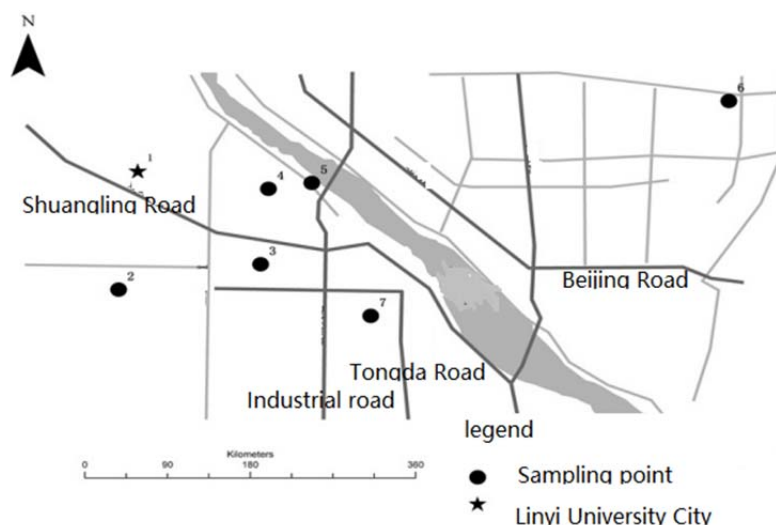 N
6
1
5
4
Shuangling Road
3
Beijing Road
2
7
Tongda Road
Industrial road
legend
Kilometers
0 90 180 360
Sampling point
Linyi University City